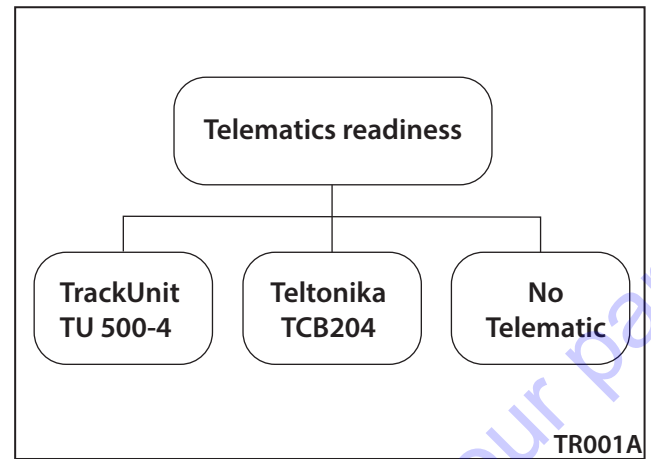 Telematics readiness
TrackUnit
TU 500-4
Teltonika
TCB204
No
Telematic
TR001A